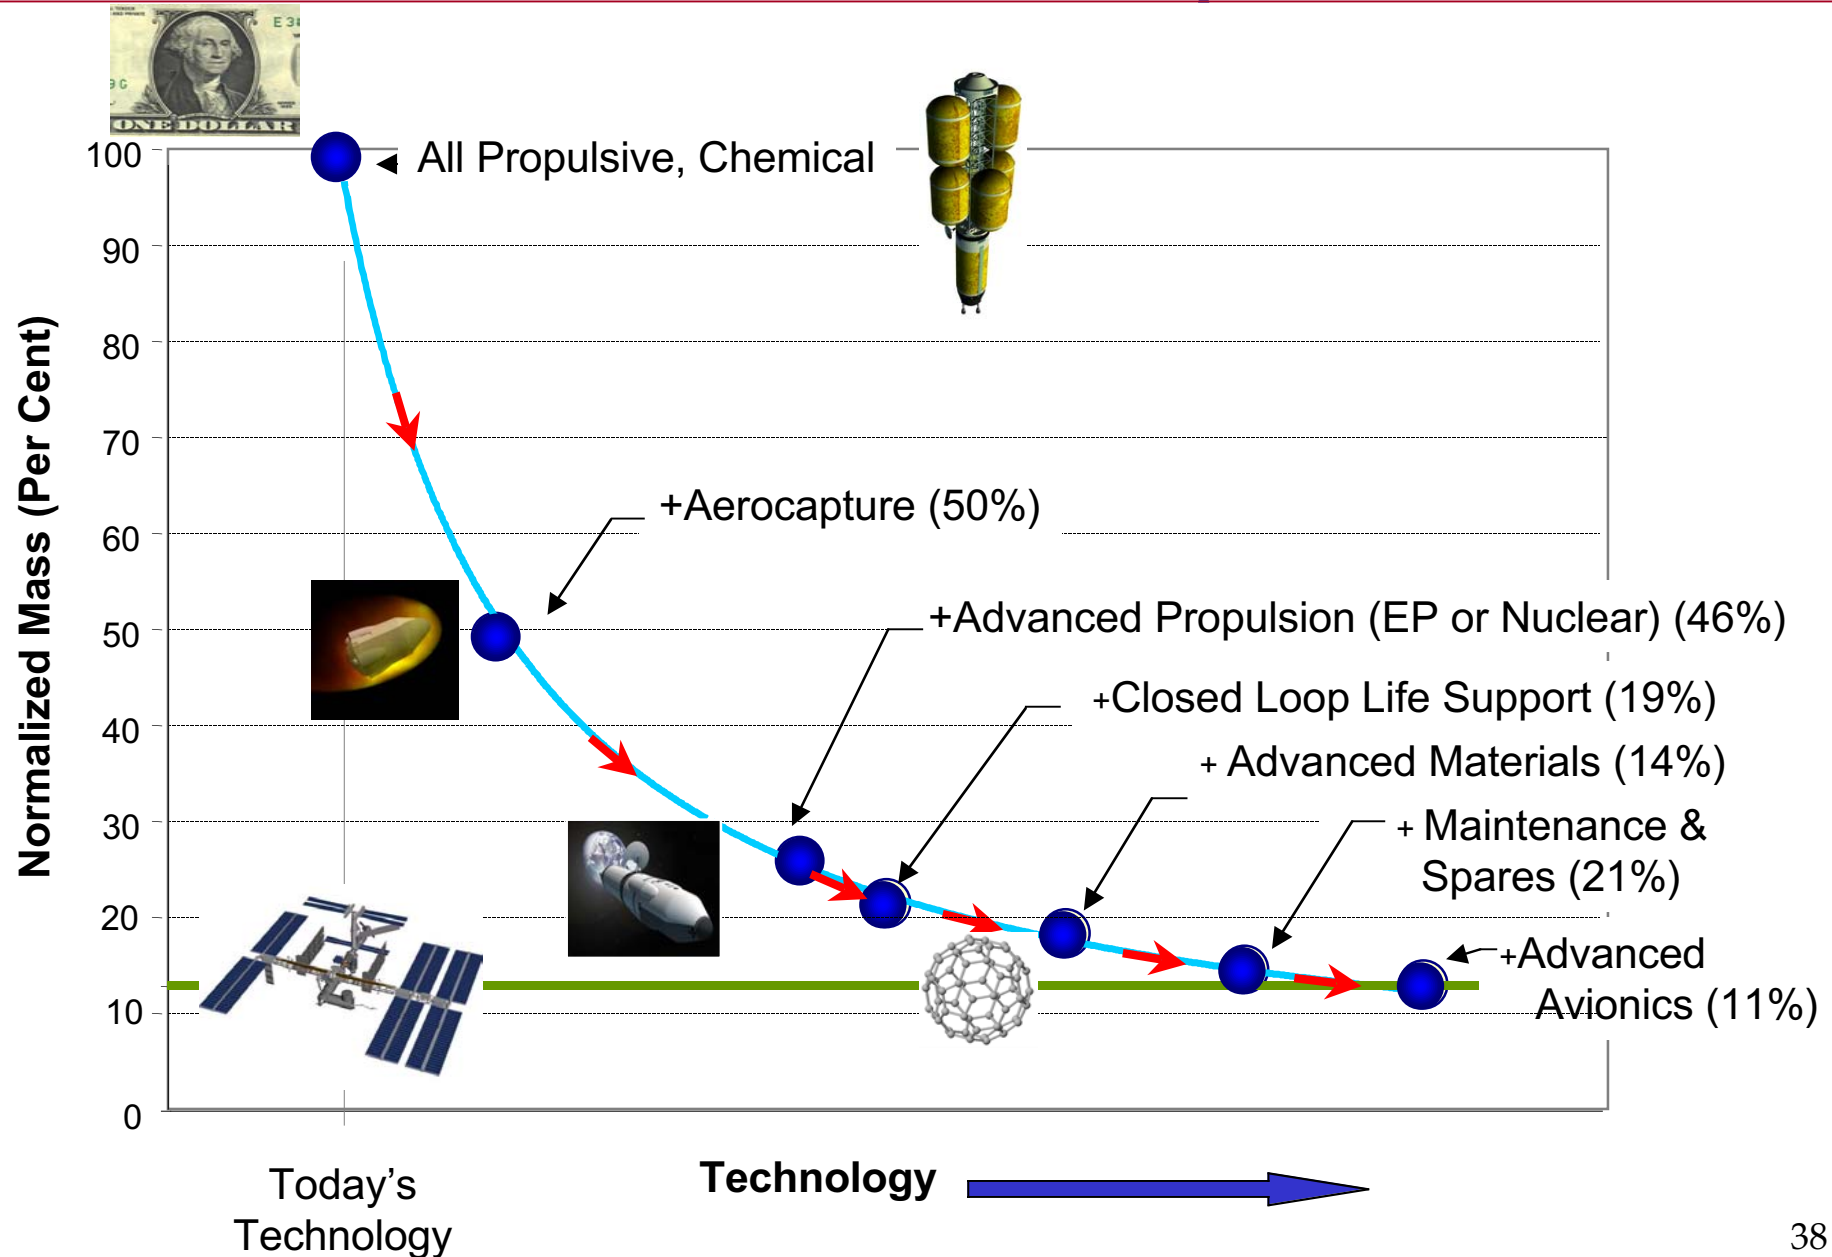 E 3
9 G
ONE DOLLAR
100
All Propulsive, Chemical
90
80
70
+Aerocapture (50%)
60
50
+Advanced Propulsion (EP or Nuclear) (46%)
+Closed Loop Life Support (19%)
40
+ Advanced Materials (14%)
30
+ Maintenance &
Spares (21%)
20
+Advanced
Avionics (11%)
10
0
Normalized Mass (Per Cent)
Today’s
Technology
Technology
38